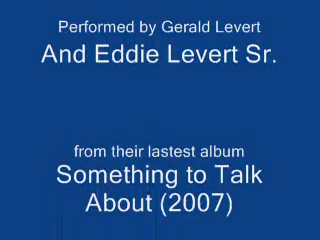 Performed by Gerald Levert
And Eddie Levert Sr.
from their lastest album
Something to Talk
About (2007)